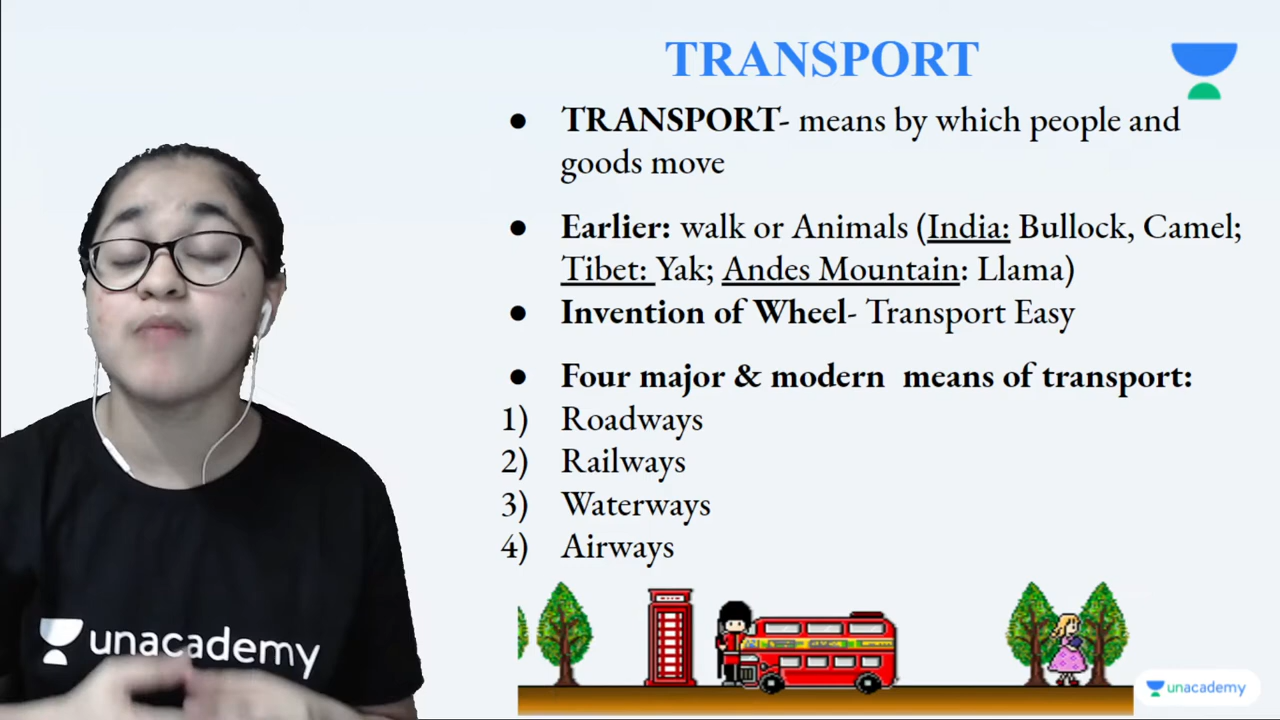 TRANSPORT
● TRANSPORT- means by which people and
goods move
● Earlier: walk or Animals (India: Bullock, Camel;
Tibet: Yak; Andes Mountain: Llama)
● Invention of Wheel- Transport Easy
● Four major & modern means of transport:
1) Roadways
2) Railways
3) Waterways
4) Airways
unacademy
unacademy